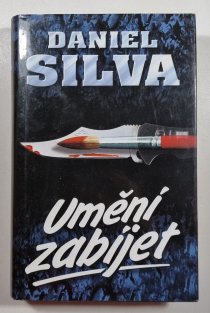 DANIEL
SILVA
Umění
zabíjet